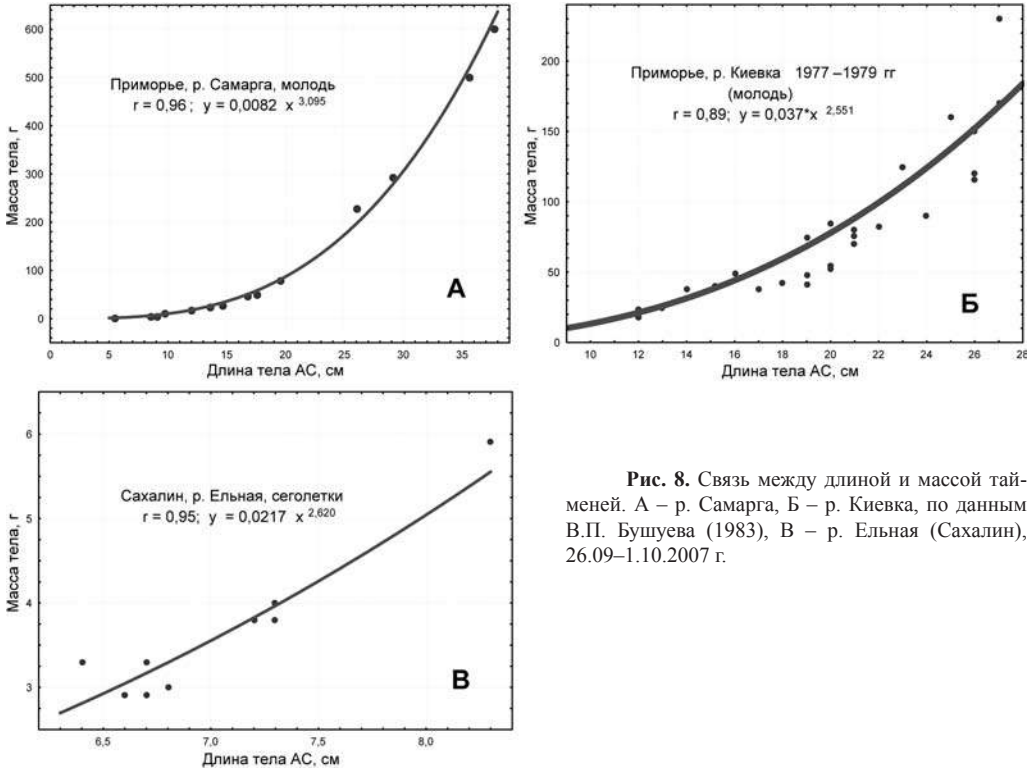 Масса тела, г
600
500
400
300
200
100
0
Приморье, р. Самарга, молодь
r = 0,96 ; y = 0,0082 x 3,095
А
0 5 10 15 20 25 30 35
Длина тела АС, см
Масса тела, г
200
150
100
50
0
Приморье, р. Киевка 1977 –1979 гг
(молодь)
r = 0,89; y = 0,037*x 2,551
Б
10 12 14 16 18 20 22 24 26 28
Длина тела АС, см
Масса тела, г
6
5
4
3
Сахалин, р. Ельная, сеголетки
r = 0,95; y = 0,0217 x 2,620
В
6,5 7,0 7,5 8,0
Длина тела АС, см
Рис. 8. Связь между длиной и массой тай-
меней. А – р. Самарга, Б – р. Киевка, по данным
В.П. Бушуева (1983), В – р. Ельная (Сахалин),
26.09–1.10.2007 г.